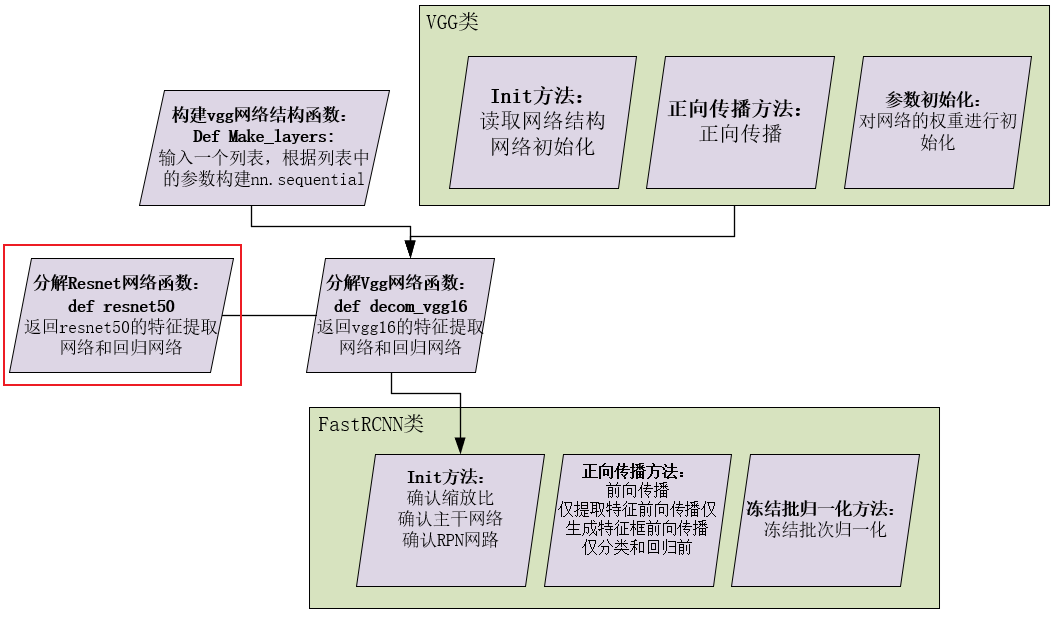 VGG类
Init方法：
读取网络结构
网络初始化
正向传播方法：
正向传播
参数初始化：
对网络的权重进行初
始化
构建vgg网络结构函数：
Def Make_layers:
输入一个列表，根据列表中
的参数构建nn.sequential
分解Resnet网络函数：
def resnet50
返回resnet50的特征提取
网络和回归网络
分解Vgg网络函数：
def decom_vgg16
返回vgg16的特征提取
网络和回归网络
FastRCNN类
Init方法：
确认缩放比
确认主干网络
确认RPN网路
正向传播方法：
前向传播
仅提取特征前向传播仅
生成特征框前向传播
仅分类和回归前
冻结批归一化方法：
冻结批次归一化